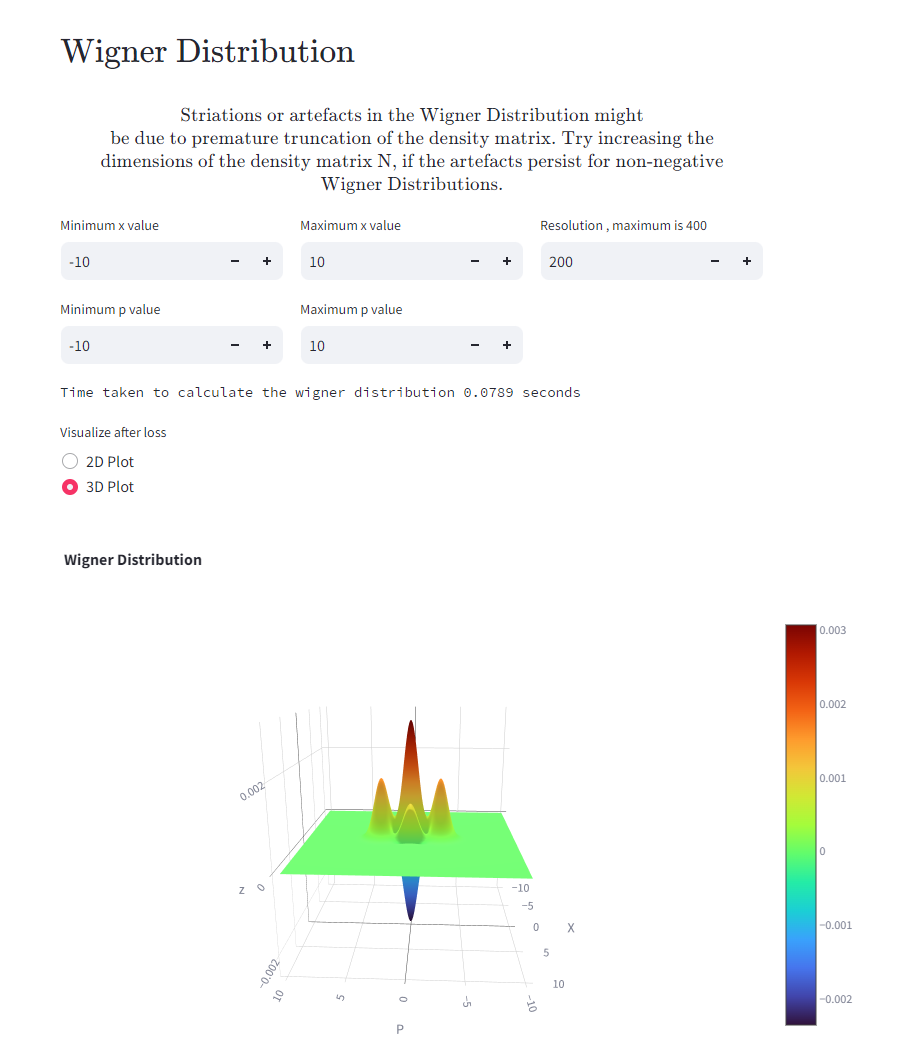 Wigner Distribution
Striations or artefacts in the Wigner Distribution might
be due to premature truncation of the density matrix. Try increasing the
dimensions of the density matrix N, if the artefacts persist for non-negative
Wigner Distributions.
Minimum x value
Maximum x value
Resolution , maximum is 400
-10
10
200
Minimum p value
Maximum p value
-10
10
Time taken to calculate the wigner distribution 0.0789 seconds
Visualize after loss
2D Plot
3D Plot
Wigner Distribution
0.003
0.002
0.001
0
−0.001
−0.002
0.002
0
−0.002
z
−10
−5
0
5
10
X
10
5
0
−5
−10
P